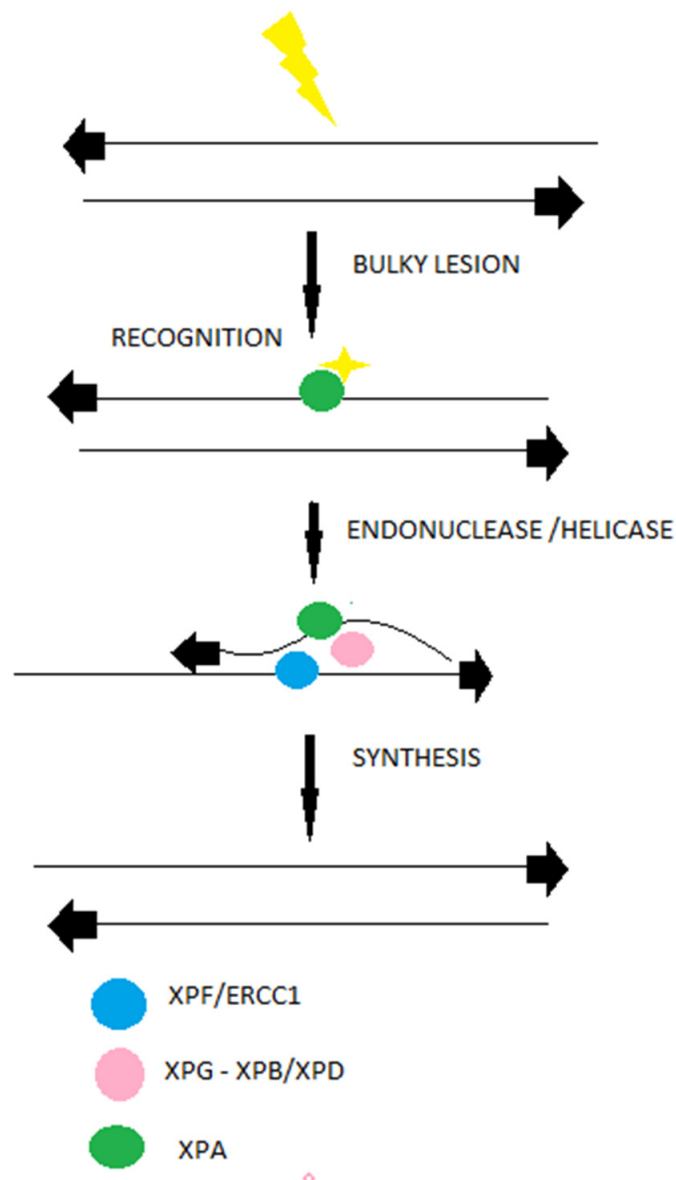 BULKY LESION
RECOGNITION
ENDONUCLEASE /HELICASE
SYNTHESIS
XPF/ERCC1
XPG - XPB/XPD
XPA